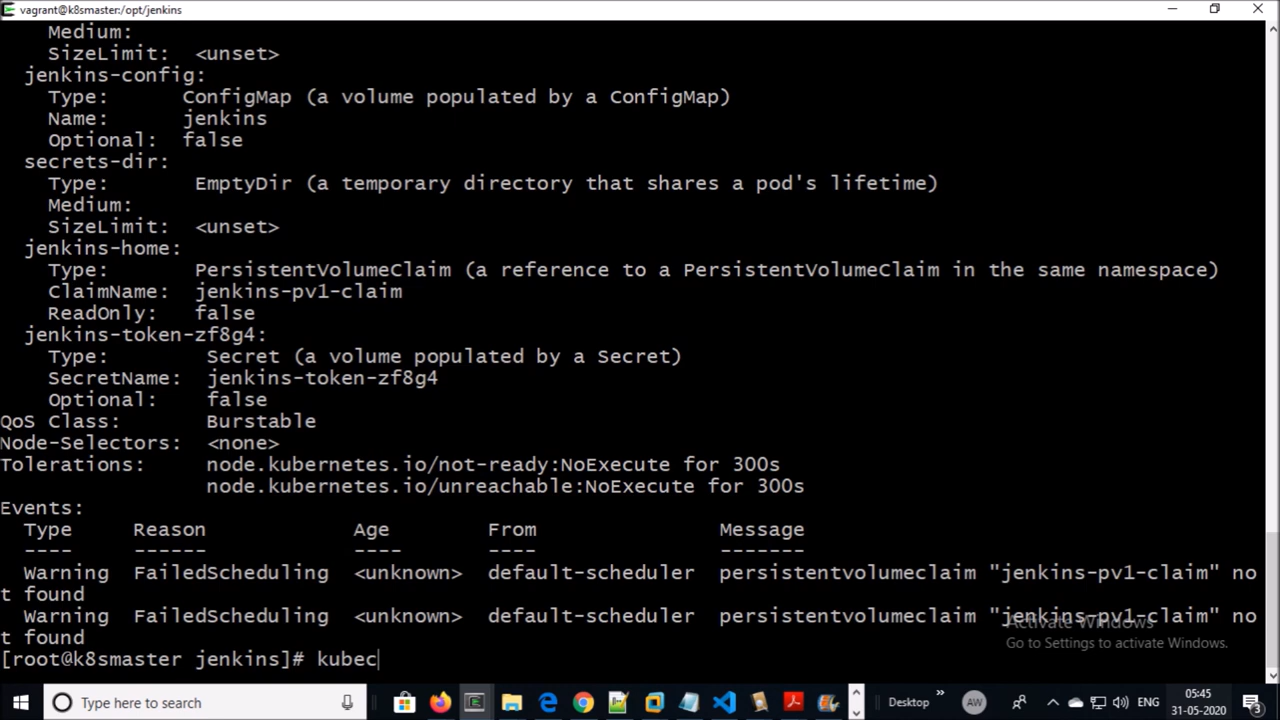 vagrant@k8smaster:/opt/jenkins
    Medium:
    SizeLimit:  <unset>
  jenkins-config:
    Type:      ConfigMap (a volume populated by a ConfigMap)
    Name:      jenkins
    Optional:  false
  secrets-dir:
    Type:       EmptyDir (a temporary directory that shares a pod's lifetime)
    Medium:
    SizeLimit:  <unset>
  jenkins-home:
    Type:       PersistentVolumeClaim (a reference to a PersistentVolumeClaim in the same namespace)
    ClaimName:  jenkins-pv1-claim
    ReadOnly:   false
  jenkins-token-zf8g4:
    Type:        Secret (a volume populated by a Secret)
    SecretName:  jenkins-token-zf8g4
    Optional:    false
QoS Class:       Burstable
Node-Selectors:  <none>
Tolerations:     node.kubernetes.io/not-ready:NoExecute for 300s
                 node.kubernetes.io/unreachable:NoExecute for 300s
Events:
  Type     Reason            Age        From               Message
  ----     ------            ----       ----               -------
  Warning  FailedScheduling  <unknown>  default-scheduler  persistentvolumeclaim "jenkins-pv1-claim" no
t found
  Warning  FailedScheduling  <unknown>  default-scheduler  persistentvolumeclaim "jenkins-pv1-claim" no
t found
Activate Windows
Go to Settings to activate Windows.
[root@k8smaster jenkins]# kubec
Type here to search
Desktop
AW
ENG
05:45
31-05-2020
3